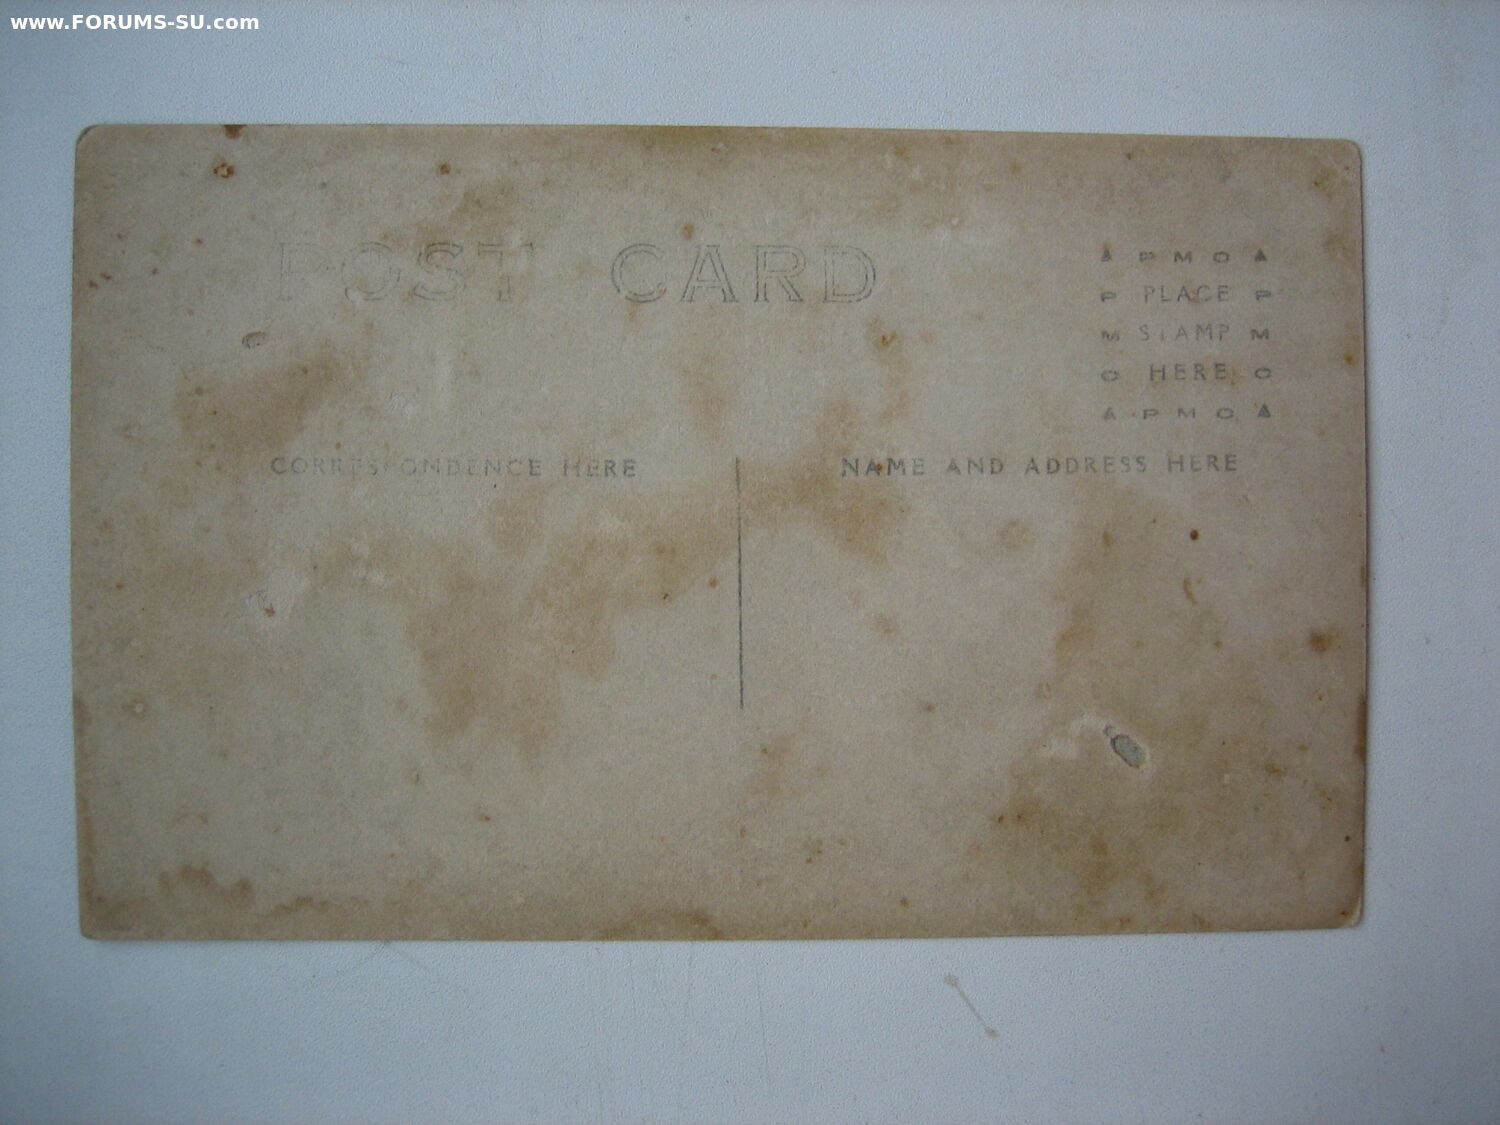 www.FORUMS-SU.com
POST CARD
▲ P M O ▲
P PLACE P
M STAMP M
O HERE O
▲ P M O ▲
CORRESPONDENCE HERE
NAME AND ADDRESS HERE